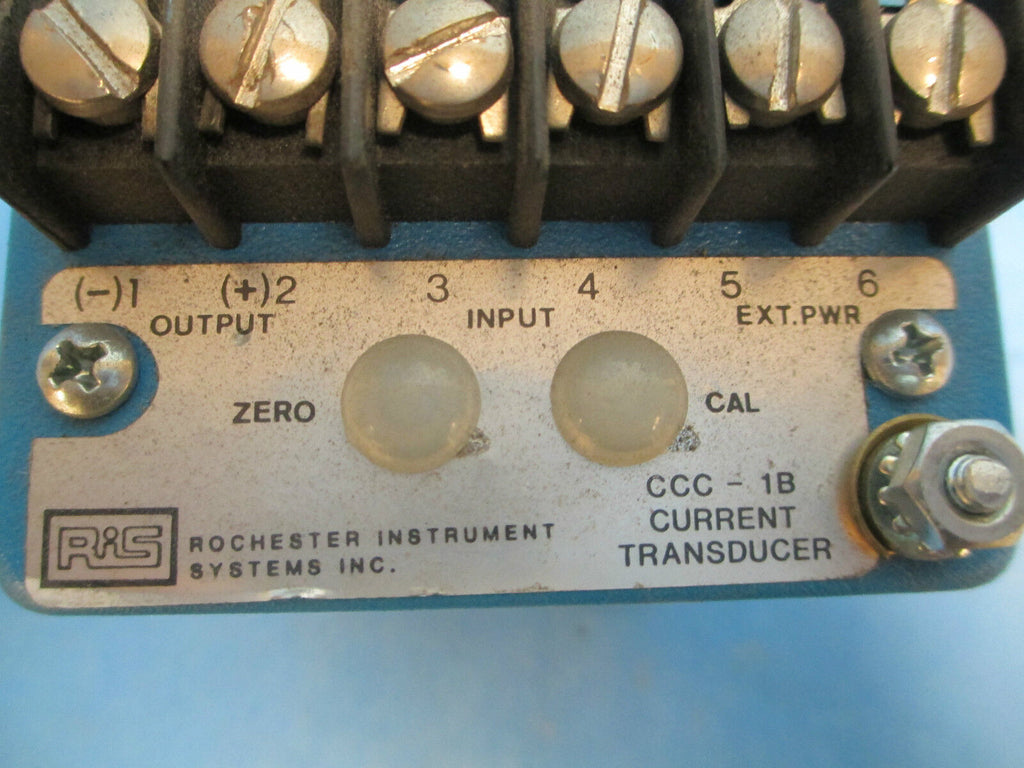 (-)1 (+)2 3 4 5 6
OUTPUT INPUT EXT.PWR
ZERO CAL
CCC - 1B
CURRENT
TRANSDUCER
RiS
ROCHESTER INSTRUMENT
SYSTEMS INC.